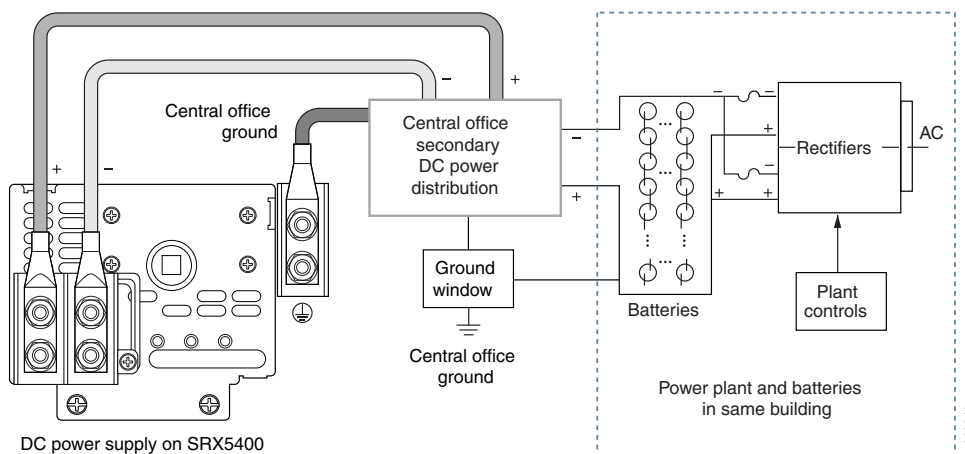 −
+
Central office
ground
Central office
secondary
DC power
distribution
−
+
+
−
− −
+
−
+ +
Rectifiers
AC
...
...
...
Ground
window
Batteries
Plant
controls
Central office
ground
Power plant and batteries
in same building
DC power supply on SRX5400